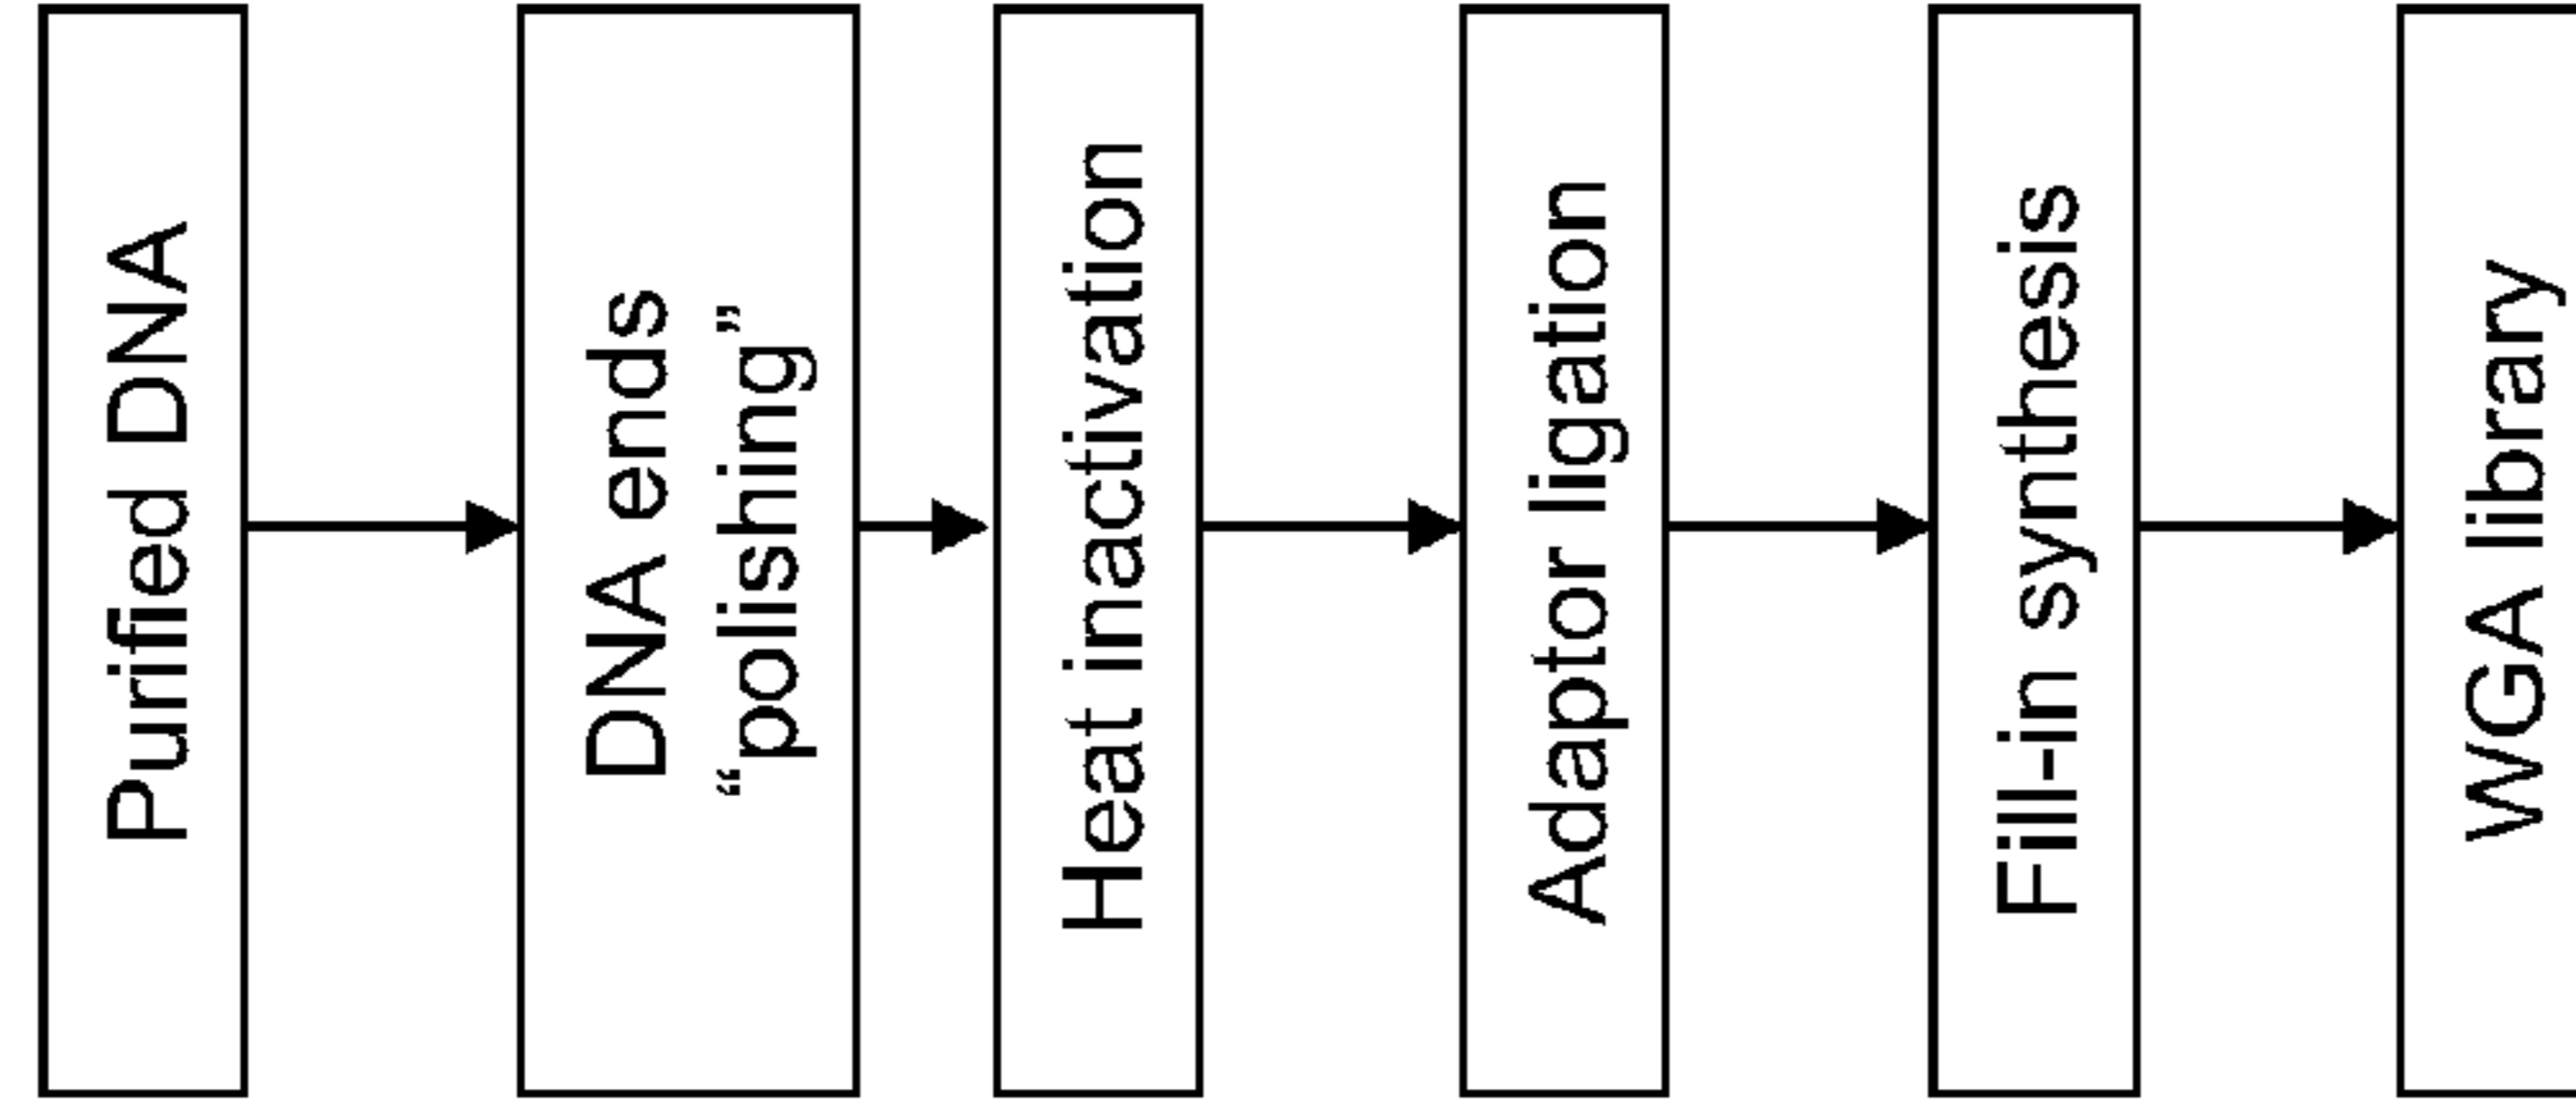 Purified DNA
DNA ends
“polishing”
Heat inactivation
Adaptor ligation
Fill-in synthesis
WGA library